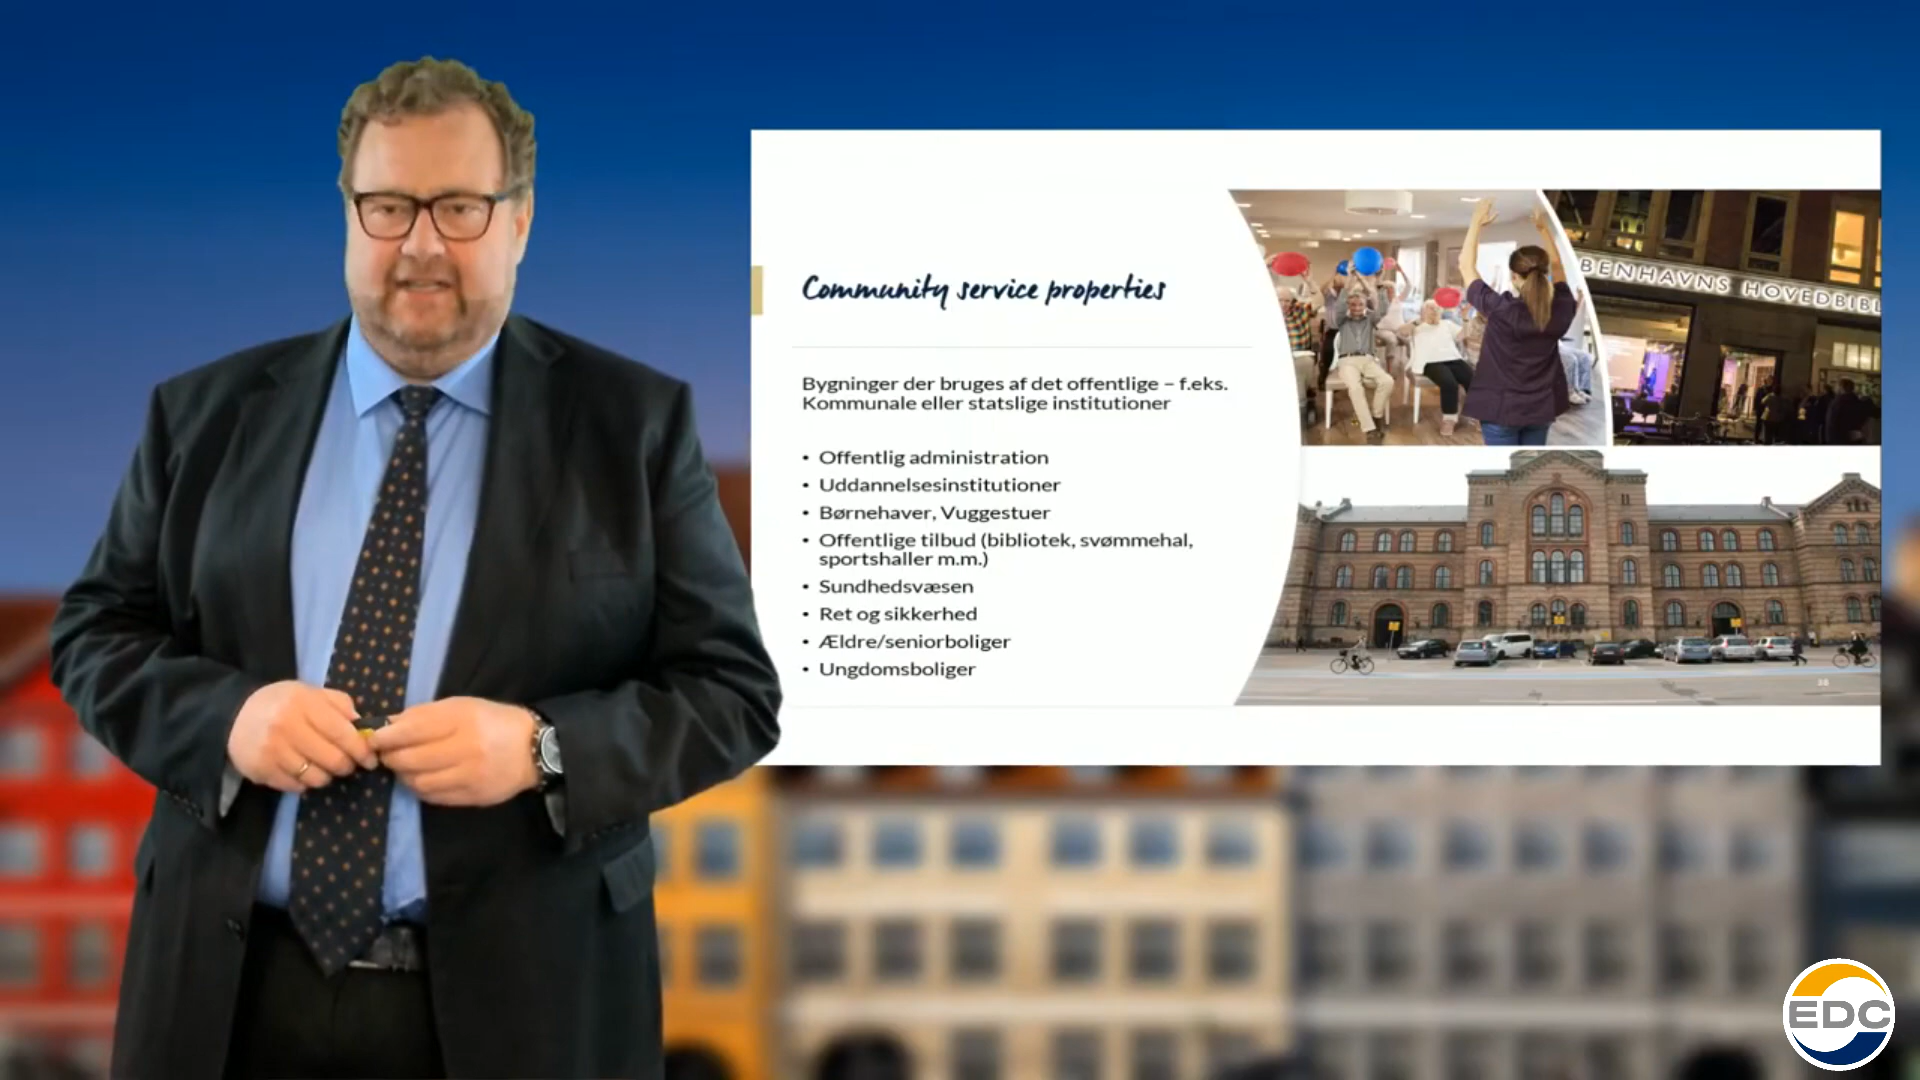 Community service properties
Bygninger der bruges af det offentlige – f.eks.
Kommunale eller statslige institutioner
• Offentlig administration
• Uddannelsesinstitutioner
• Børnehaver, Vuggestuer
• Offentlige tilbud (bibliotek, svømmehal,
sportshaller m.m.)
• Sundhedsvæsen
• Ret og sikkerhed
• Ældre/seniorboliger
• Ungdomsboliger
BENHAVNS HOVEDBIBL
EDC